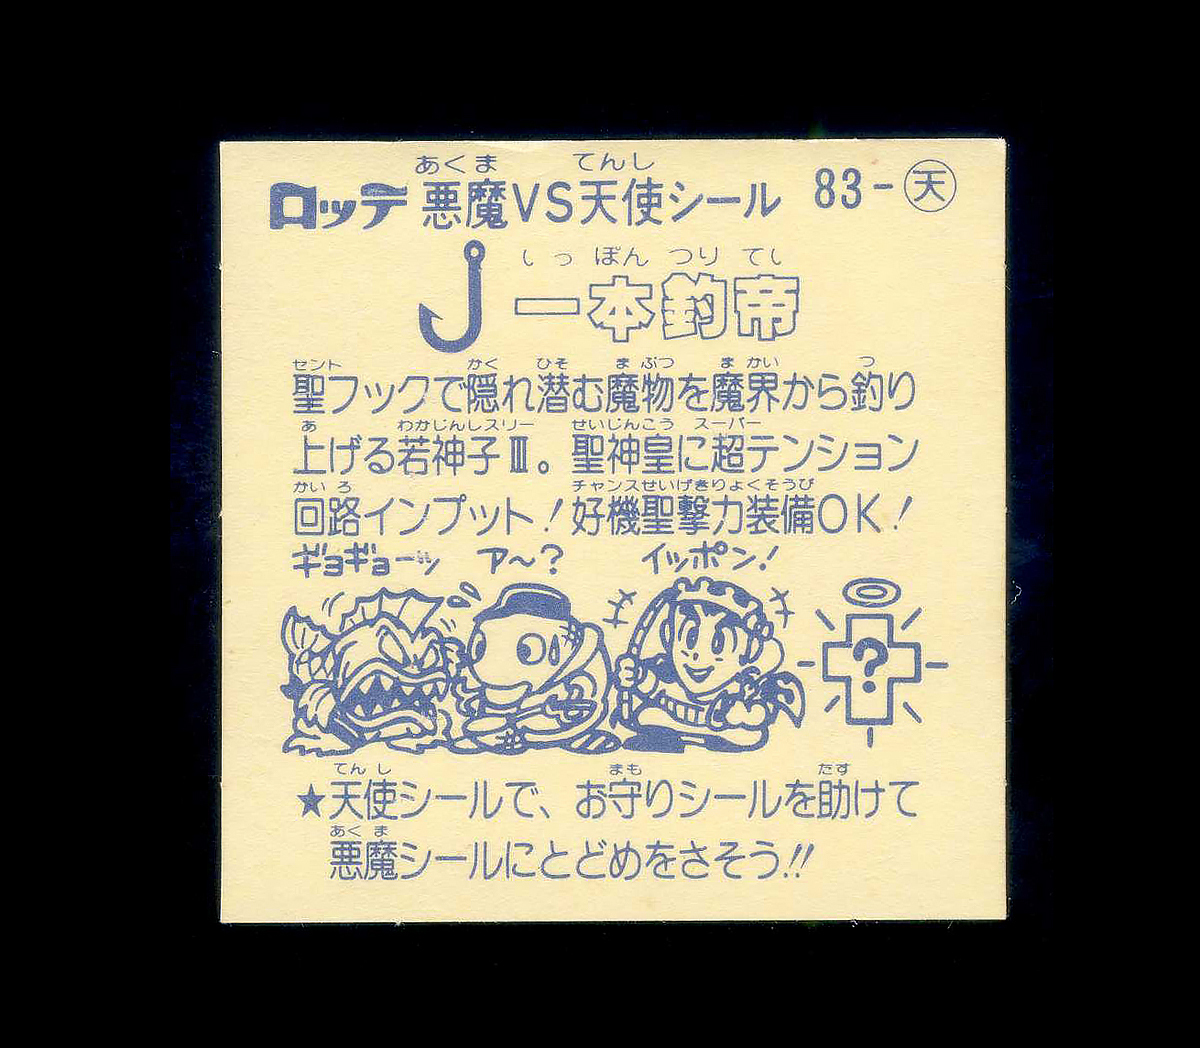 あくま てんし
ロッテ 悪魔VS天使シール 83-天
いっぽんつりてい
一本釣帝
セント かく ひそ まぶつ まかい つ
聖フックで隠れ潜む魔物を魔界から釣り
あ わかじんしスリー せいじんこう スーパー
上げる若神子Ⅲ。聖神皇に超テンション
かいろ チャンスせいげきりょくそうび
回路インプット!好機聖撃力装備OK!
ギョギョーッ ア〜? イッポン!
?
てんし まも たす
★天使シールで、お守りシールを助けて
あくま
悪魔シールにとどめをさそう!!